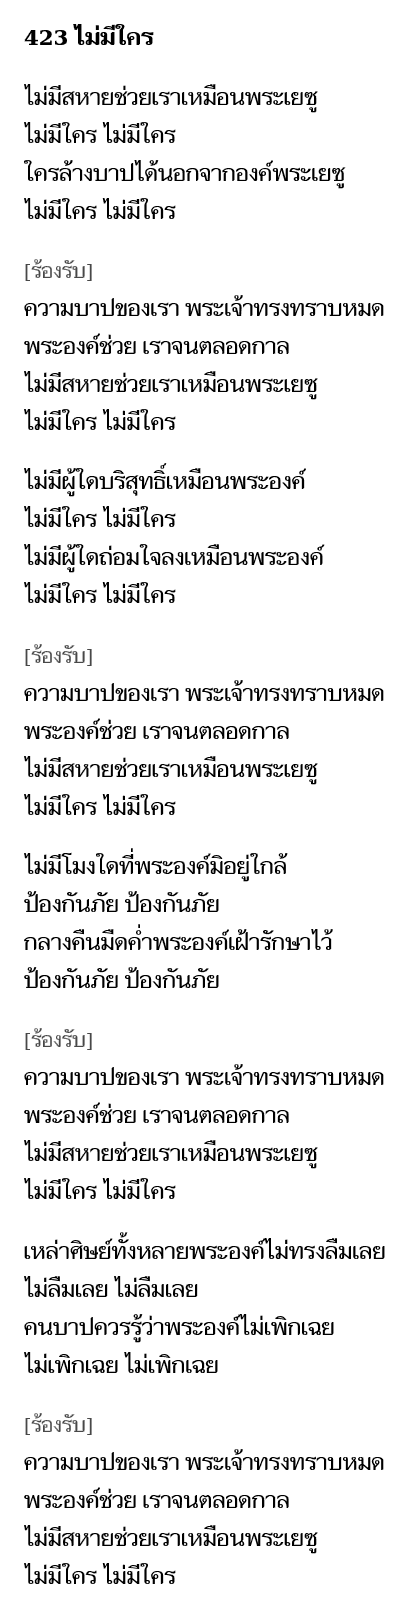 423 ไม่มีใคร
ไม่มีสหายช่วยเราเหมือนพระเยซู
ไม่มีใคร ไม่มีใคร
ใครล้างบาปได้นอกจากองค์พระเยซู
ไม่มีใคร ไม่มีใคร
[ร้องรับ]
ความบาปของเรา พระเจ้าทรงทราบหมด
พระองค์ช่วย เราจนตลอดกาล
ไม่มีสหายช่วยเราเหมือนพระเยซู
ไม่มีใคร ไม่มีใคร
ไม่มีผู้ใดบริสุทธิ์เหมือนพระองค์
ไม่มีใคร ไม่มีใคร
ไม่มีผู้ใดถ่อมใจลงเหมือนพระองค์
ไม่มีใคร ไม่มีใคร
[ร้องรับ]
ความบาปของเรา พระเจ้าทรงทราบหมด
พระองค์ช่วย เราจนตลอดกาล
ไม่มีสหายช่วยเราเหมือนพระเยซู
ไม่มีใคร ไม่มีใคร
ไม่มีโมงใดที่พระองค์มิอยู่ใกล้
ป้องกันภัย ป้องกันภัย
กลางคืนมืดค่ำพระองค์เฝ้ารักษาไว้
ป้องกันภัย ป้องกันภัย
[ร้องรับ]
ความบาปของเรา พระเจ้าทรงทราบหมด
พระองค์ช่วย เราจนตลอดกาล
ไม่มีสหายช่วยเราเหมือนพระเยซู
ไม่มีใคร ไม่มีใคร
เหล่าศิษย์ทั้งหลายพระองค์ไม่ทรงลืมเลย
ไม่ลืมเลย ไม่ลืมเลย
คนบาปควรรู้ว่าพระองค์ไม่เพิกเฉย
ไม่เพิกเฉย ไม่เพิกเฉย
[ร้องรับ]
ความบาปของเรา พระเจ้าทรงทราบหมด
พระองค์ช่วย เราจนตลอดกาล
ไม่มีสหายช่วยเราเหมือนพระเยซู
ไม่มีใคร ไม่มีใคร